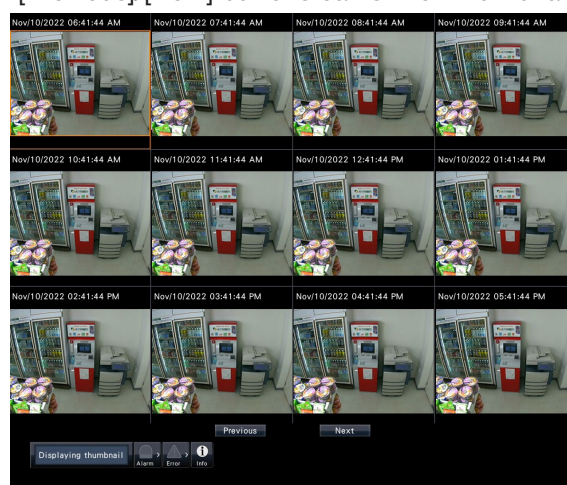 Nov/10/2022 06:41:44 AM
Nov/10/2022 07:41:44 AM
Nov/10/2022 08:41:44 AM
Nov/10/2022 09:41:44 AM
Nov/10/2022 10:41:44 AM
Nov/10/2022 11:41:44 AM
Nov/10/2022 12:41:44 PM
Nov/10/2022 01:41:44 PM
Nov/10/2022 02:41:44 PM
Nov/10/2022 03:41:44 PM
Nov/10/2022 04:41:44 PM
Nov/10/2022 05:41:44 PM
Previous
Next
Displaying thumbnail
Alarm
Error
Info